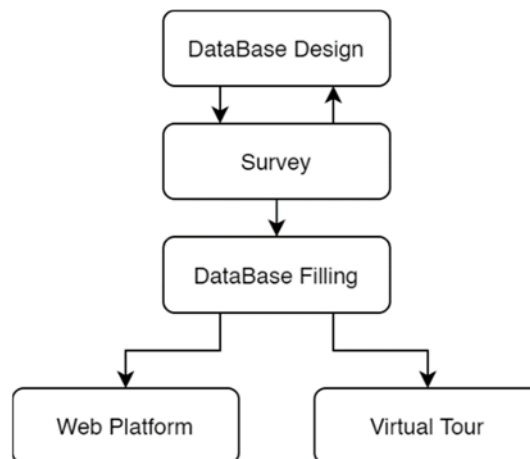 DataBase Design
Survey
DataBase Filling
Web Platform
Virtual Tour